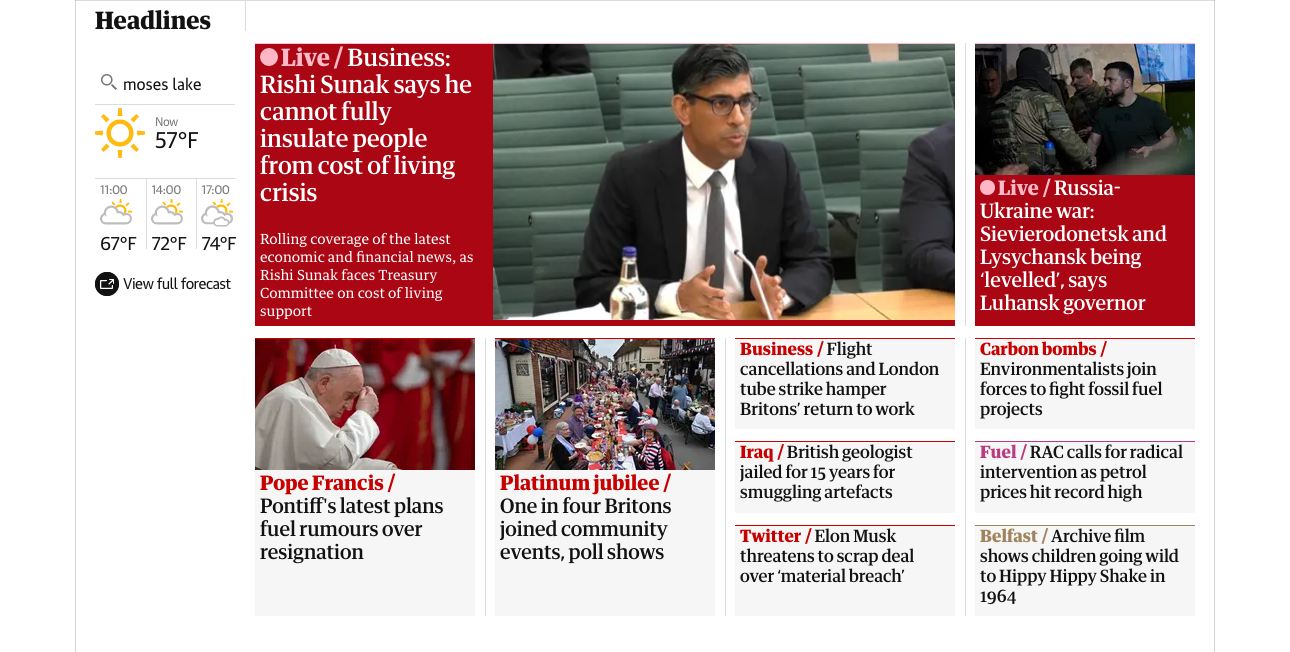 Headlines
moses lake
Now
57°F
11:00
14:00
17:00
67°F
72°F
74°F
View full forecast
Live / Business:
Rishi Sunak says he
cannot fully
insulate people
from cost of living
crisis
Rolling coverage of the latest
economic and financial news, as
Rishi Sunak faces Treasury
Committee on cost of living
support
Live / Russia-
Ukraine war:
Sievierodonetsk and
Lysychansk being
‘levelled’, says
Luhansk governor
Pope Francis /
Pontiff's latest plans
fuel rumours over
resignation
Platinum jubilee /
One in four Britons
joined community
events, poll shows
Business / Flight
cancellations and London
tube strike hamper
Britons’ return to work
Iraq / British geologist
jailed for 15 years for
smuggling artefacts
Twitter / Elon Musk
threatens to scrap deal
over ‘material breach’
Carbon bombs /
Environmentalists join
forces to fight fossil fuel
projects
Fuel / RAC calls for radical
intervention as petrol
prices hit record high
Belfast / Archive film
shows children going wild
to Hippy Hippy Shake in
1964